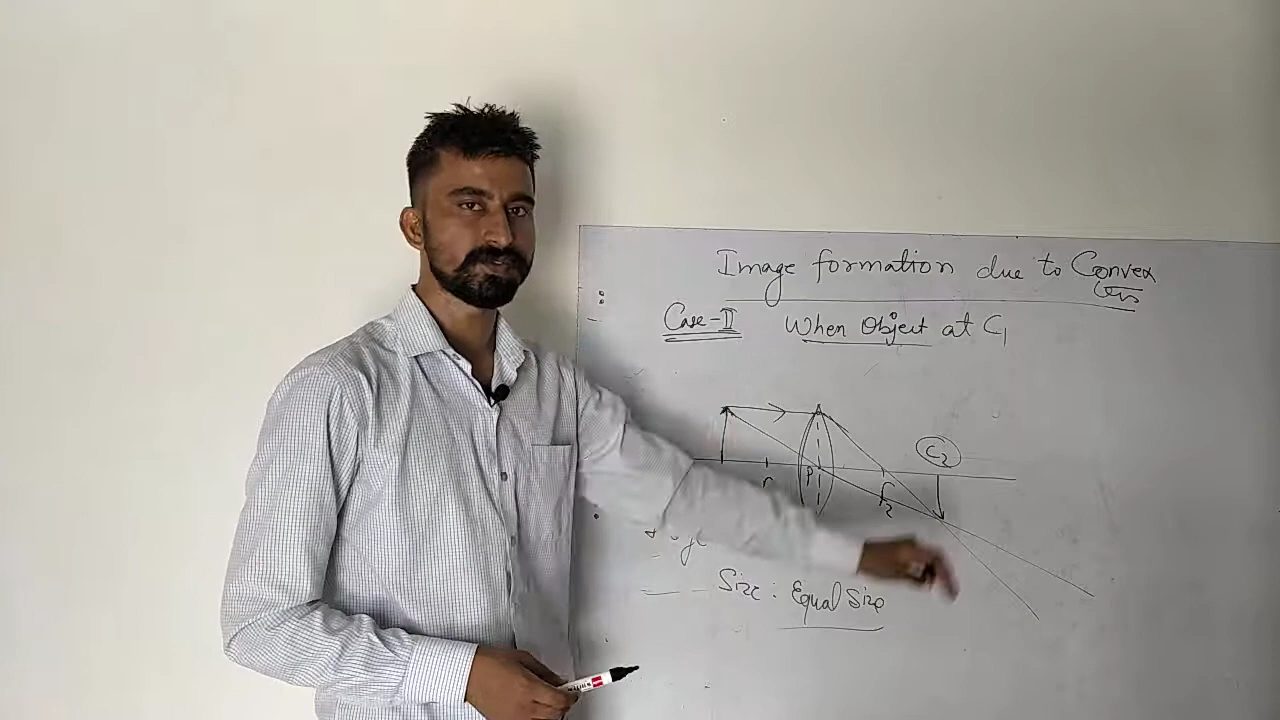 Image formation due to Convex
lens
Case-II When Object at C1
C2
F P F2
Size : Equal Size